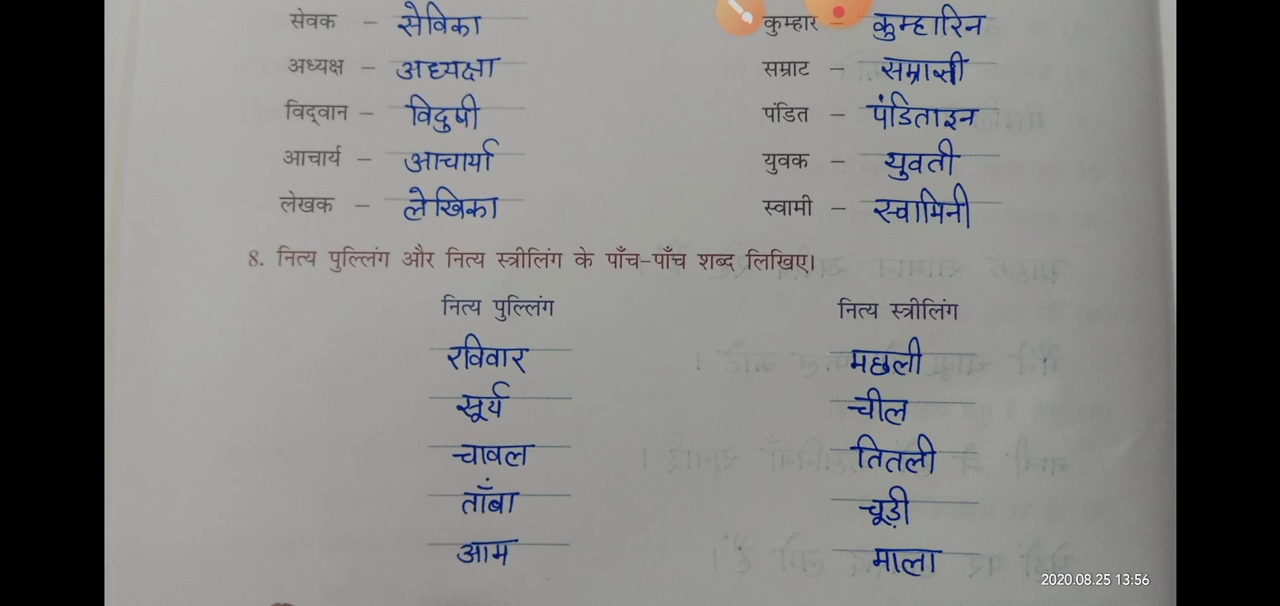 सेवक – सेविका कुम्हार – कुम्हारिन
अध्यक्ष – अध्यक्षा सम्राट – सम्राज्ञी
विद्‌वान – विदुषी पंडित – पंडिताइन
आचार्य – आचार्या युवक – युवती
लेखक – लेखिका स्वामी – स्वामिनी
8. नित्य पुल्लिंग और नित्य स्त्रीलिंग के पाँच-पाँच शब्द लिखिए।
नित्य पुल्लिंग नित्य स्त्रीलिंग
रविवार मछली
सूर्य चील
चावल तितली
ताँबा चूड़ी
आम माला
2020.08.25 13:56